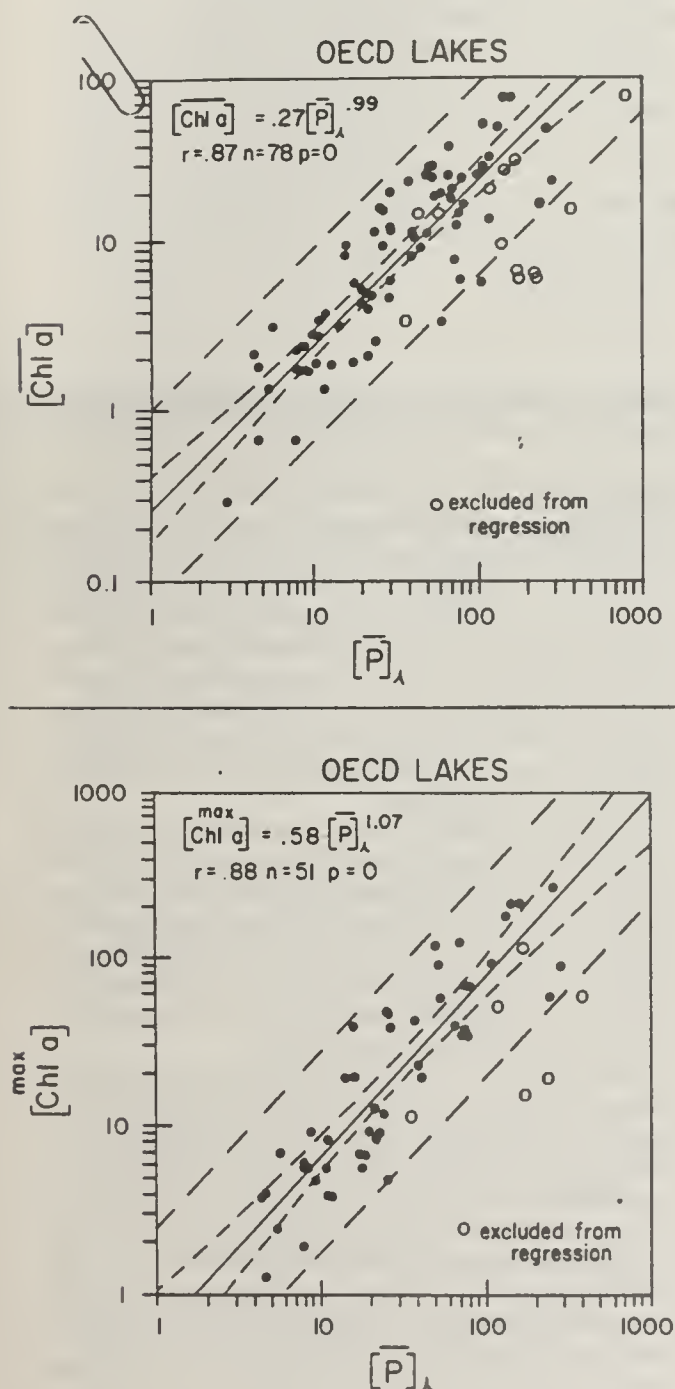 OECD LAKES
[Chl a] = .27[P̄]λ .99
r=.87 n=78 p=0
100
10
1
0.1
[Chl a]
o excluded from
regression
1 10 100 1000
[P̄]λ
OECD LAKES
max
[Chl a] = .58 [P̄]λ 1.07
r=.88 n=51 p=0
1000
100
10
1
max
[Chl a]
o excluded from
regression
1 10 100 1000
[P̄]λ